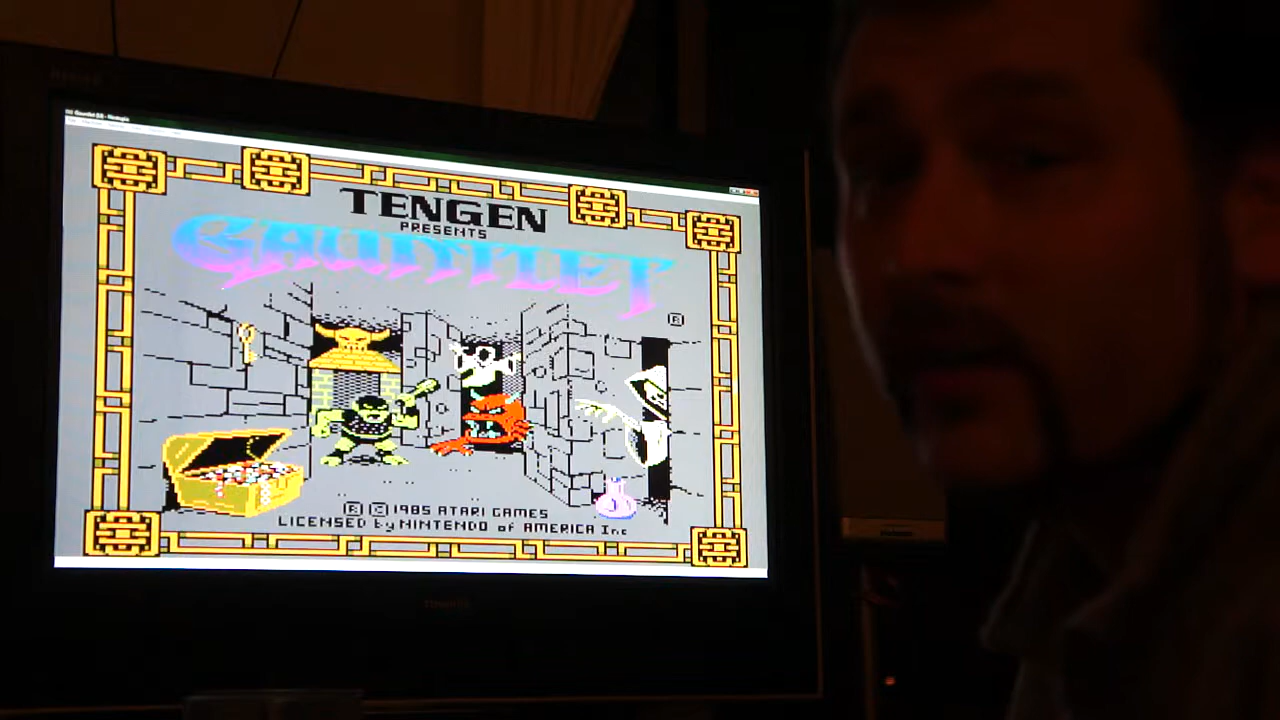 TENGEN
PRESENTS
GAUNTLET
®
® © 1985 ATARI GAMES
LICENSED by NINTENDO of AMERICA Inc